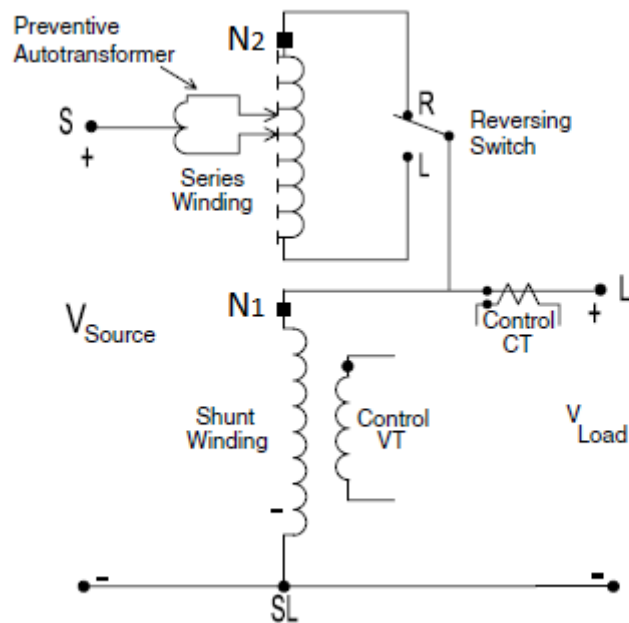 Preventive
Autotransformer
N2
R
S
+
Reversing
Switch
L
Series
Winding
N1
L
+
Control
CT
VSource
Shunt
Winding
Control
VT
VLoad
-
-
-
SL